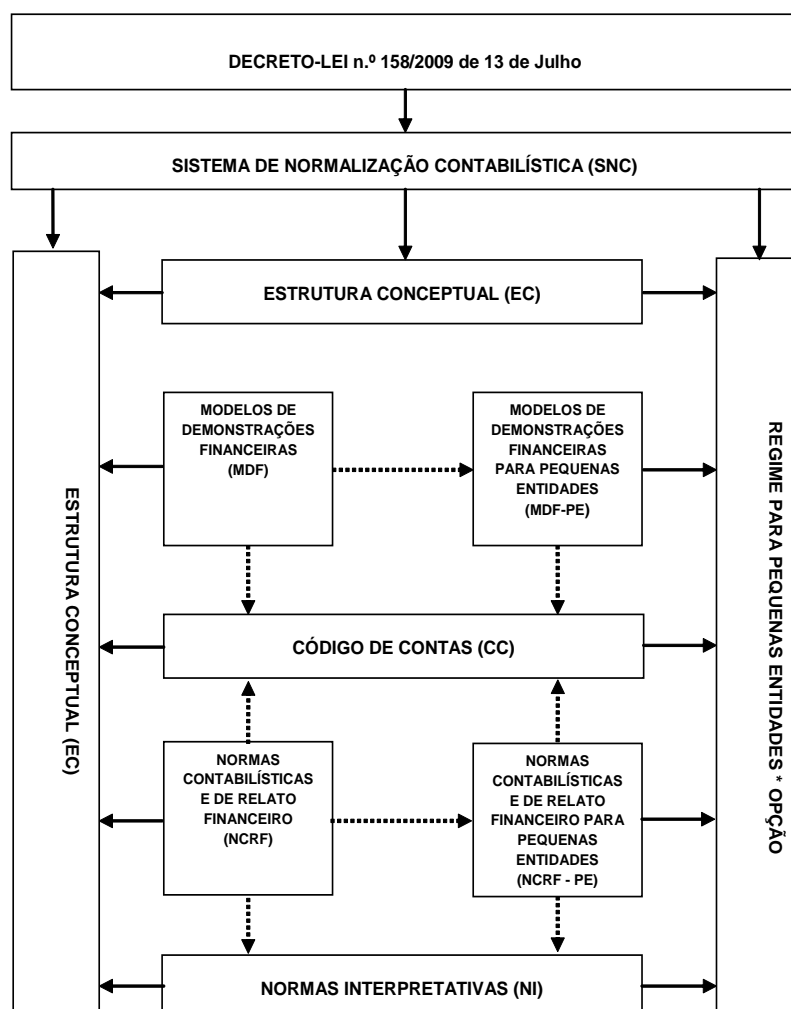 DECRETO-LEI n.º 158/2009 de 13 de Julho
SISTEMA DE NORMALIZAÇÃO CONTABILÍSTICA (SNC)
ESTRUTURA CONCEPTUAL (EC)
ESTRUTURA CONCEPTUAL (EC)
MODELOS DE
DEMONSTRAÇÕES
FINANCEIRAS
(MDF)
MODELOS DE
DEMONSTRAÇÕES
FINANCEIRAS
PARA PEQUENAS
ENTIDADES
(MDF-PE)
REGIME PARA PEQUENAS ENTIDADES * OPÇÃO
CÓDIGO DE CONTAS (CC)
NORMAS
CONTABILÍSTICAS
E DE RELATO
FINANCEIRO
(NCRF)
NORMAS
CONTABILÍSTICAS
E DE RELATO
FINANCEIRO PARA
PEQUENAS
ENTIDADES
(NCRF - PE)
NORMAS INTERPRETATIVAS (NI)